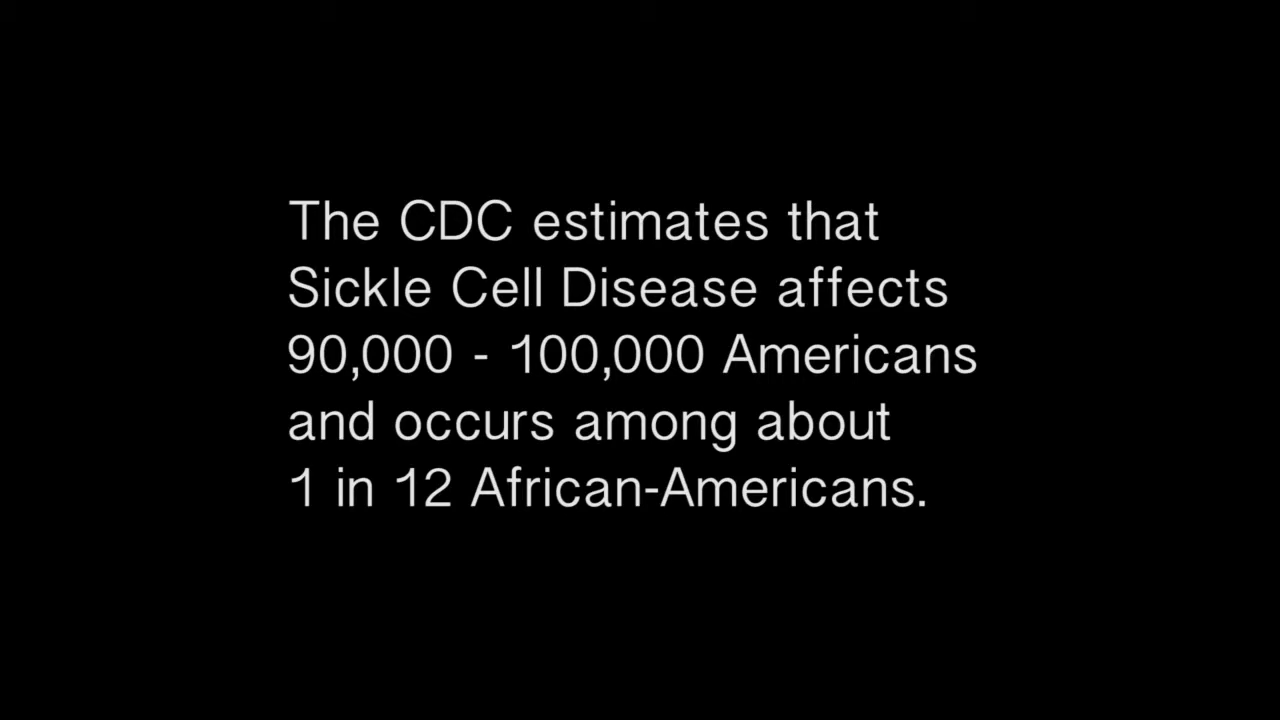 The CDC estimates that
Sickle Cell Disease affects
90,000 - 100,000 Americans
and occurs among about
1 in 12 African-Americans.